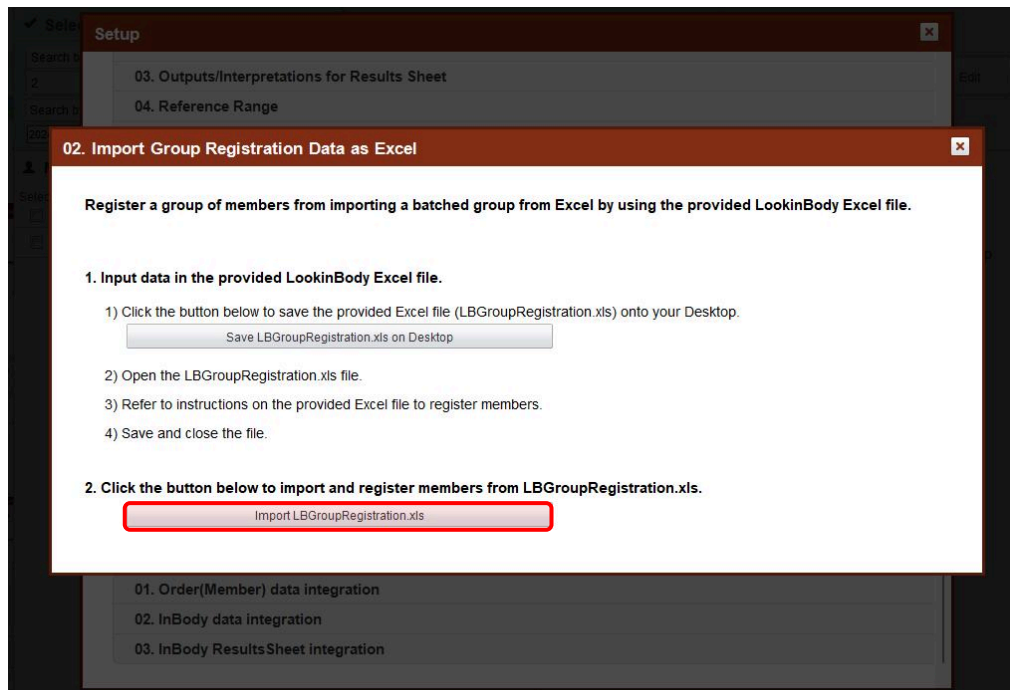 Setup
Search b
2
Search b
Edit
03. Outputs/Interpretations for Results Sheet
04. Reference Range
02. Import Group Registration Data as Excel
Register a group of members from importing a batched group from Excel by using the provided LookinBody Excel file.
1. Input data in the provided LookinBody Excel file.
1) Click the button below to save the provided Excel file (LBGroupRegistration.xls) onto your Desktop.
Save LBGroupRegistration.xls on Desktop
2) Open the LBGroupRegistration.xls file.
3) Refer to instructions on the provided Excel file to register members.
4) Save and close the file.
2. Click the button below to import and register members from LBGroupRegistration.xls.
Import LBGroupRegistration.xls
01. Order(Member) data integration
02. InBody data integration
03. InBody ResultsSheet integration